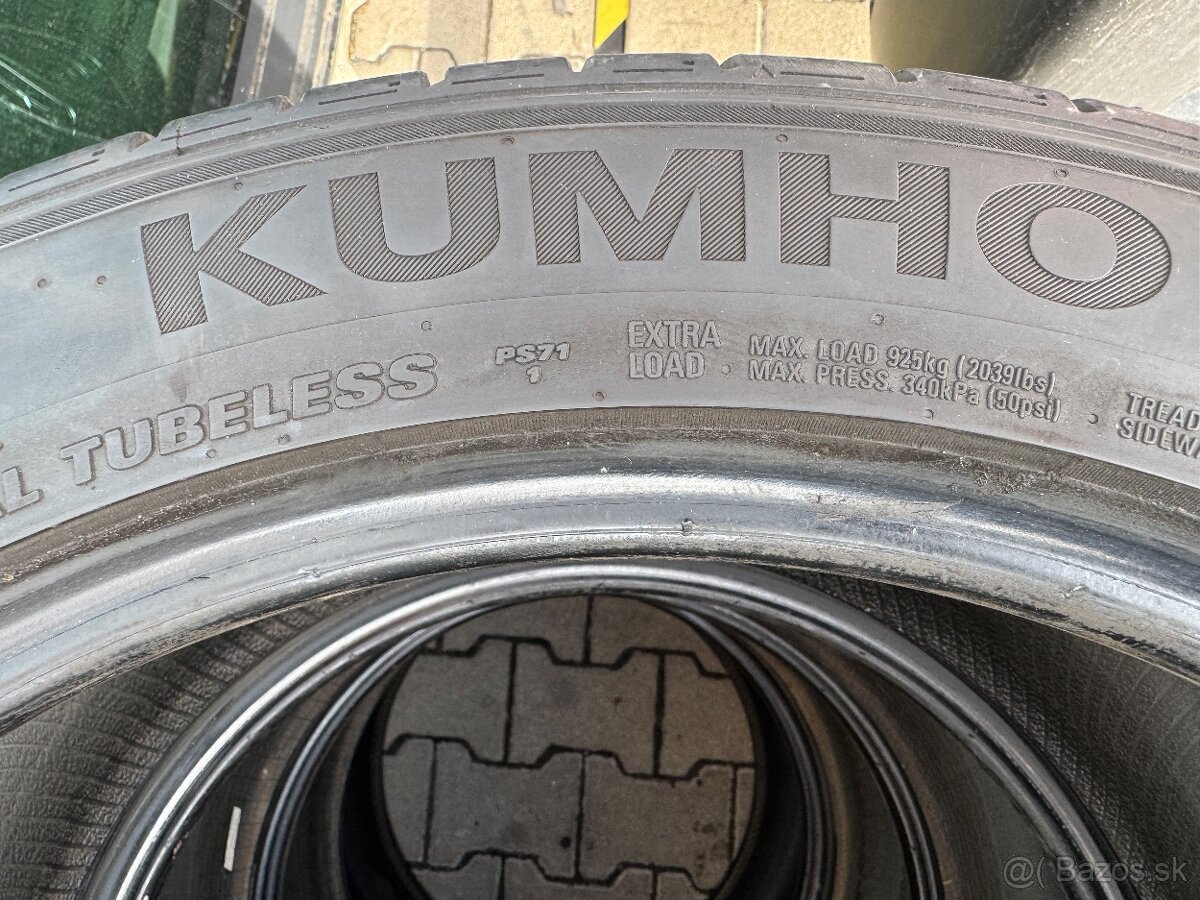 KUMHO
TUBELESS
PS71
1
EXTRA
LOAD
MAX. LOAD 925kg (2039lbs)
MAX. PRESS. 340kPa (50psi)
TREAD
SIDEWA
@( Bazos.sk